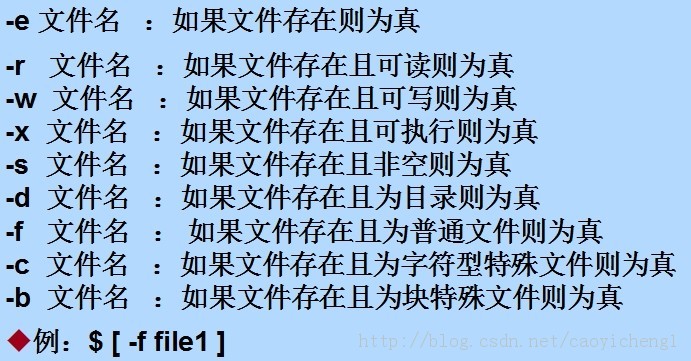 -e 文件名 ：如果文件存在则为真
-r 文件名 ：如果文件存在且可读则为真
-w 文件名 ：如果文件存在且可写则为真
-x 文件名 ：如果文件存在且可执行则为真
-s 文件名 ：如果文件存在且非空则为真
-d 文件名 ：如果文件存在且为目录则为真
-f 文件名 ：如果文件存在且为普通文件则为真
-c 文件名 ：如果文件存在且为字符型特殊文件则为真
-b 文件名 ：如果文件存在且为块特殊文件则为真
◆例：$ [ -f file1 ]
http://blog.csdn.net/caoyichengl